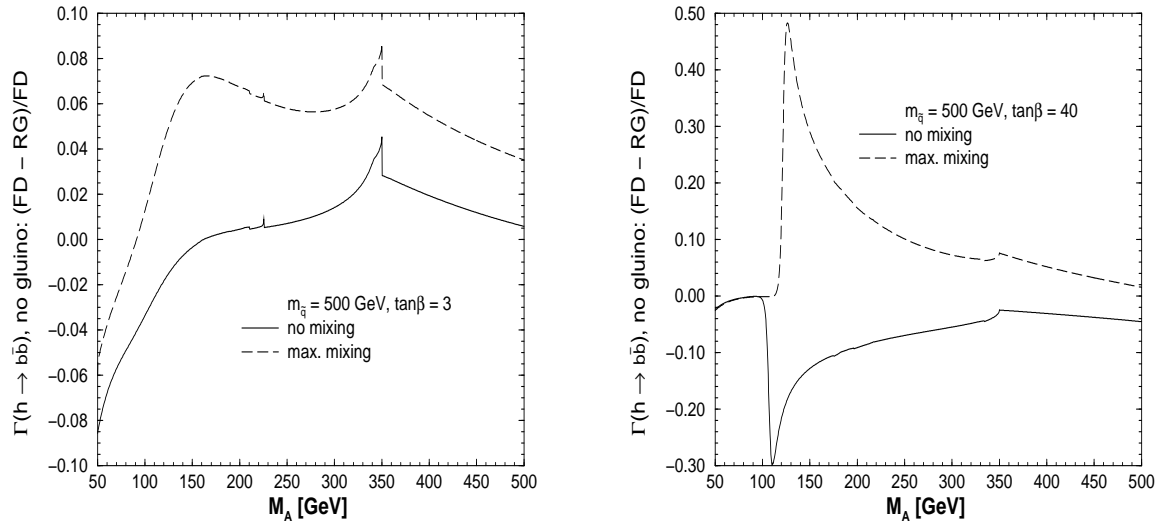 Γ(h → bb̄), no gluino: (FD − RG)/FD
0.10
0.08
0.06
0.04
0.02
0.00
−0.02
−0.04
−0.06
−0.08
−0.10
m_q̃ = 500 GeV, tanβ = 3
no mixing
max. mixing
50 100 150 200 250 300 350 400 450 500
M_A [GeV]
Γ(h → bb̄), no gluino: (FD − RG)/FD
0.50
0.40
0.30
0.20
0.10
0.00
−0.10
−0.20
−0.30
m_q̃ = 500 GeV, tanβ = 40
no mixing
max. mixing
50 100 150 200 250 300 350 400 450 500
M_A [GeV]